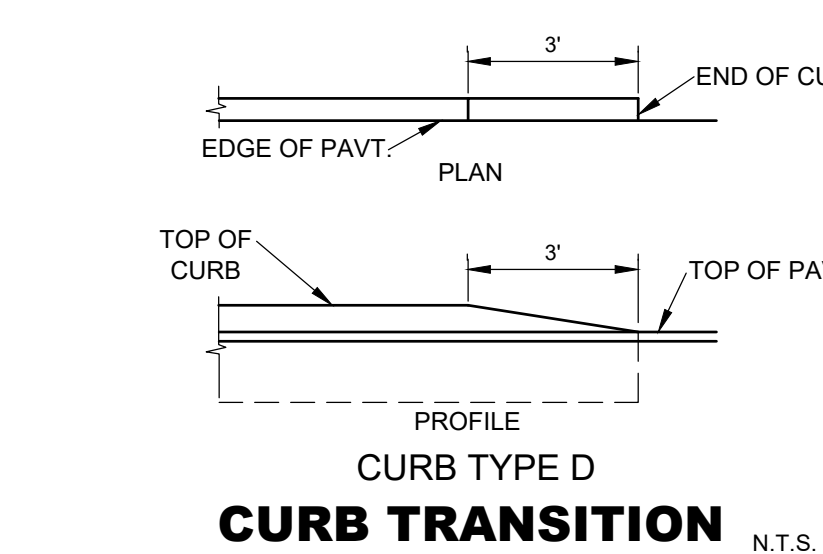 3'
END OF CU
EDGE OF PAVT.
PLAN
TOP OF
CURB
3'
TOP OF PAV
PROFILE
CURB TYPE D
CURB TRANSITION
N.T.S.